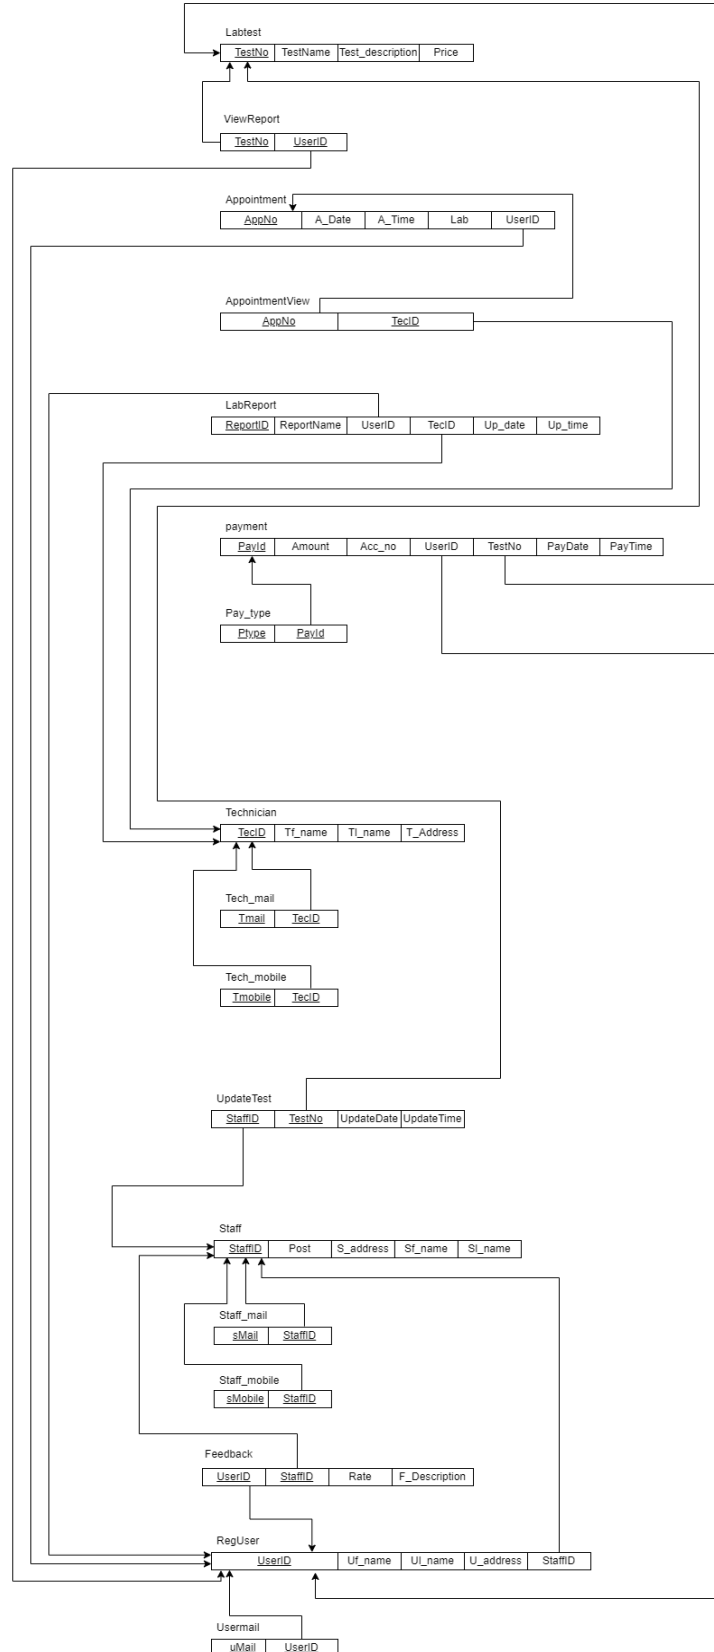 Labtest
TestNo TestName Test_description Price
ViewReport
TestNo UserID
Appointment
AppNo A_Date A_Time Lab UserID
AppointmentView
AppNo TecID
LabReport
ReportID ReportName UserID TecID Up_date Up_time
payment
PayId Amount Acc_no UserID TestNo PayDate PayTime
Pay_type
Ptype PayId
Technician
TecID Tf_name Tl_name T_Address
Tech_mail
Tmail TecID
Tech_mobile
Tmobile TecID
UpdateTest
StaffID TestNo UpdateDate UpdateTime
Staff
StaffID Post S_address Sf_name Sl_name
Staff_mail
sMail StaffID
Staff_mobile
sMobile StaffID
Feedback
UserID StaffID Rate F_Description
RegUser
UserID Uf_name Ul_name U_address StaffID
Usermail
uMail UserID